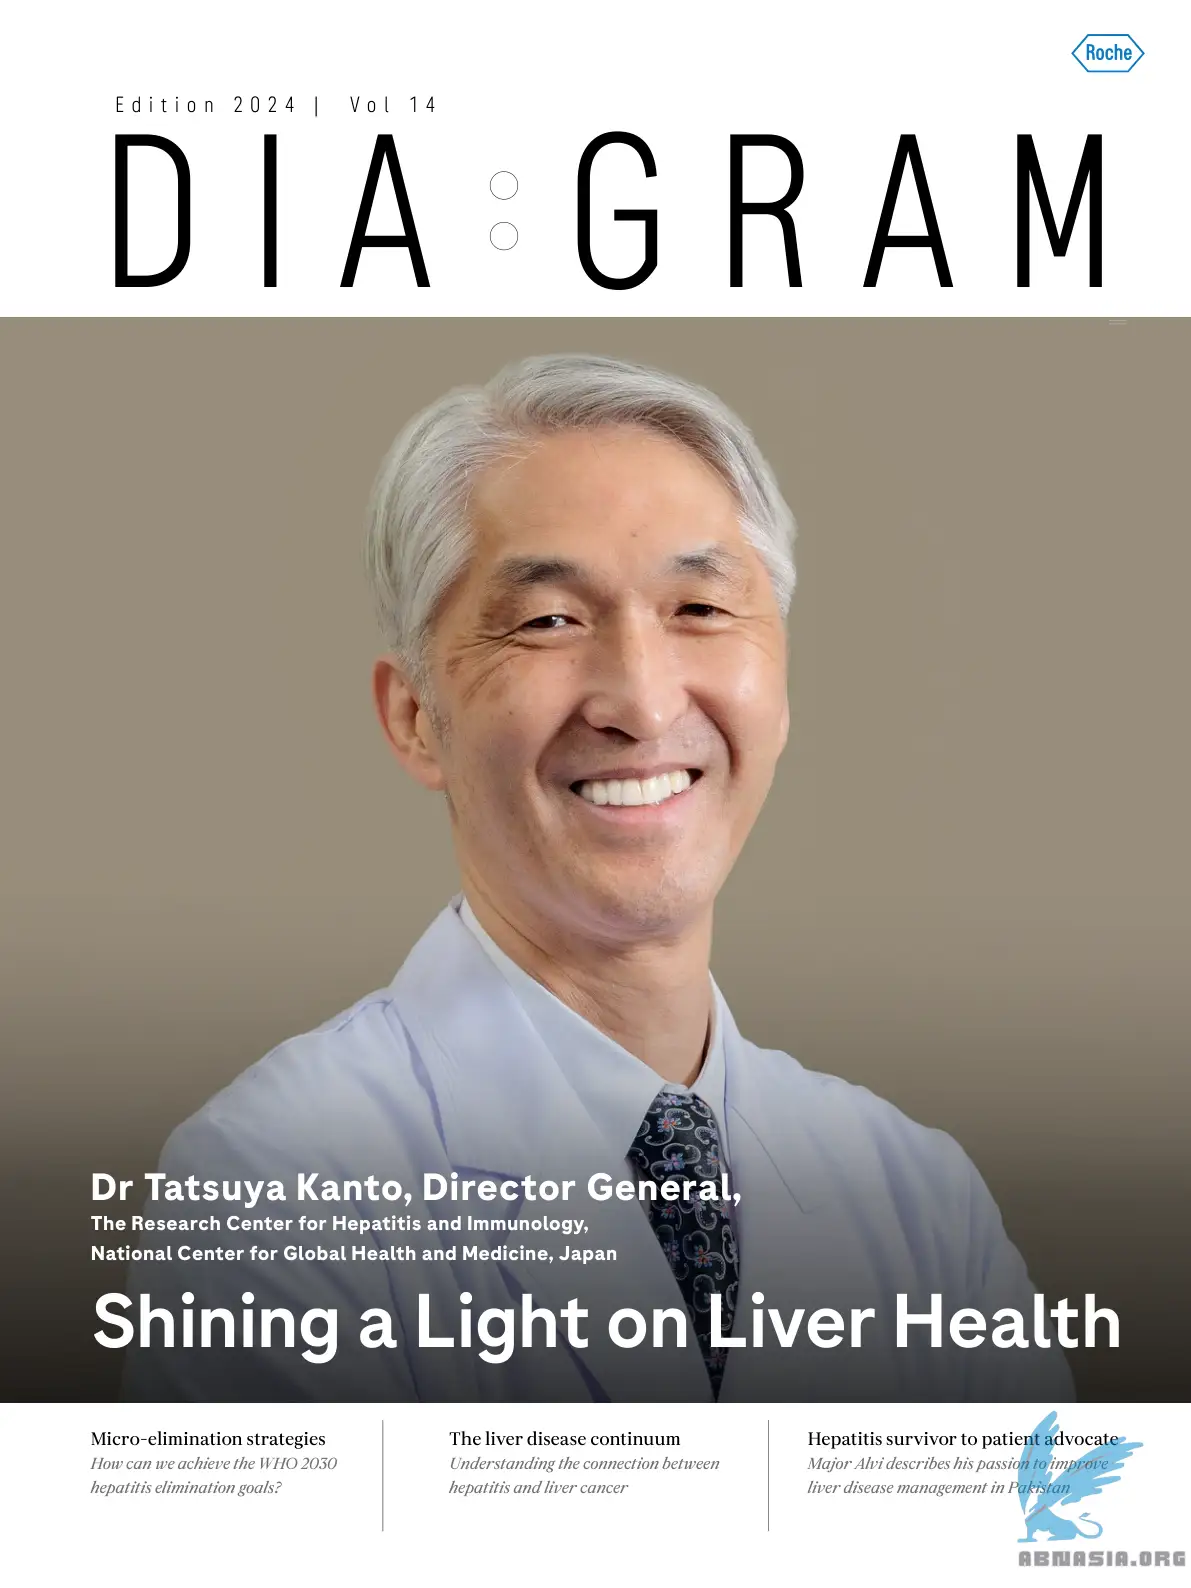 Roche
Edition 2024 | Vol 14
DIA:GRAM
Dr Tatsuya Kanto, Director General,
The Research Center for Hepatitis and Immunology,
National Center for Global Health and Medicine, Japan
Shining a Light on Liver Health
Micro-elimination strategies
How can we achieve the WHO 2030
hepatitis elimination goals?
The liver disease continuum
Understanding the connection between
hepatitis and liver cancer
Hepatitis survivor to patient advocate
Major Alvi describes his passion to improve
liver disease management in Pakistan
ABNASIA.ORG